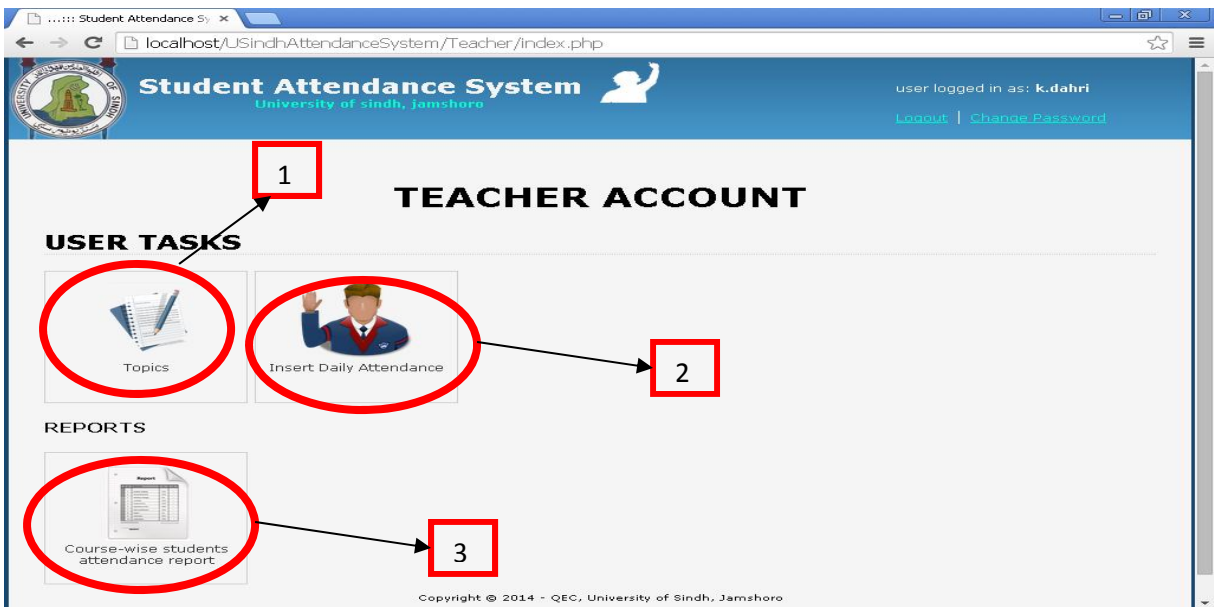 ...::: Student Attendance Sy
localhost/USindhAttendanceSystem/Teacher/index.php
Student Attendance System
University of sindh, jamshoro
user logged in as: k.dahri
Logout | Change Password
1
TEACHER ACCOUNT
USER TASKS
Topics
Insert Daily Attendance
2
REPORTS
Report
Course-wise students
attendance report
3
Copyright © 2014 - QEC, University of Sindh, Jamshoro